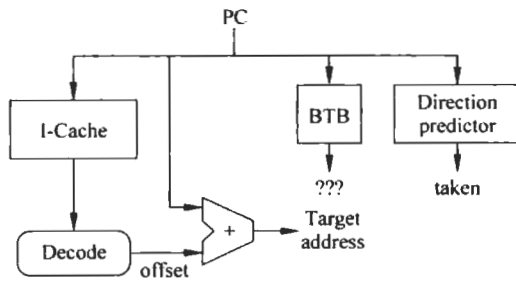 PC
I-Cache
BTB
Direction
predictor
???
taken
Target
address
+
Decode
offset